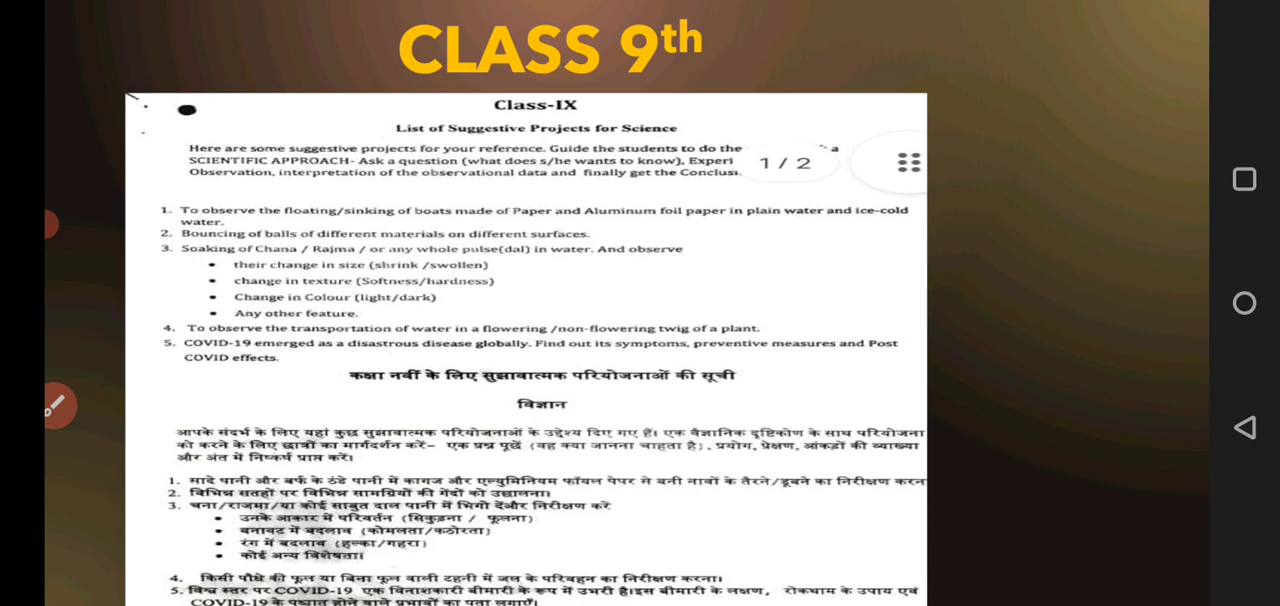 CLASS 9th
Class-IX
List of Suggestive Projects for Science
Here are some suggestive projects for your reference. Guide the students to do the a
SCIENTIFIC APPROACH- Ask a question (what does s/he wants to know), Experi
Observation, interpretation of the observational data and finally get the Conclusi
1 / 2
1. To observe the floating/sinking of boats made of Paper and Aluminum foil paper in plain water and ice-cold
water.
2. Bouncing of balls of different materials on different surfaces.
3. Soaking of Chana / Rajma / or any whole pulse(dal) in water. And observe
• their change in size (shrink /swollen)
• change in texture (Softness/hardness)
• Change in Colour (light/dark)
• Any other feature.
4. To observe the transportation of water in a flowering /non-flowering twig of a plant.
5. COVID-19 emerged as a disastrous disease globally. Find out its symptoms, preventive measures and Post
COVID effects.
कक्षा नवीं के लिए सुझावात्मक परियोजनाओं की सूची
विज्ञान
आपके संदर्भ के लिए यहां कुछ सुझावात्मक परियोजनाओं के उद्देश्य दिए गए हैं। एक वैज्ञानिक दृष्टिकोण के साथ परियोजना
को करने के लिए छात्रों का मार्गदर्शन करें– एक प्रश्न पूछें (वह क्या जानना चाहता है), प्रयोग, प्रेक्षण, आंकड़ों की व्याख्या
और अंत में निष्कर्ष प्राप्त करें।
1. सादे पानी और बर्फ के ठंडे पानी में कागज और एल्युमिनियम फॉयल पेपर से बनी नावों के तैरने/डूबने का निरीक्षण करन
2. विभिन्न सतहों पर विभिन्न सामग्रियों की गेंदों को उछालना।
3. चना/राजमा/या कोई साबुत दाल पानी में भिगो देंऔर निरीक्षण करें
• उनके आकार में परिवर्तन (सिकुड़ना / फूलना)
• बनावट में बदलाव (कोमलता/कठोरता)
• रंग में बदलाव (हल्का/गहरा)
• कोई अन्य विशेषता।
4. किसी पौधे की फूल या बिना फूल वाली टहनी में जल के परिवहन का निरीक्षण करना।
5. विश्व स्तर पर COVID-19 एक विनाशकारी बीमारी के रूप में उभरी है।इस बीमारी के लक्षण, रोकथाम के उपाय एवं
COVID-19 के पश्चात होने वाले प्रभावों का पता लगाएँ।